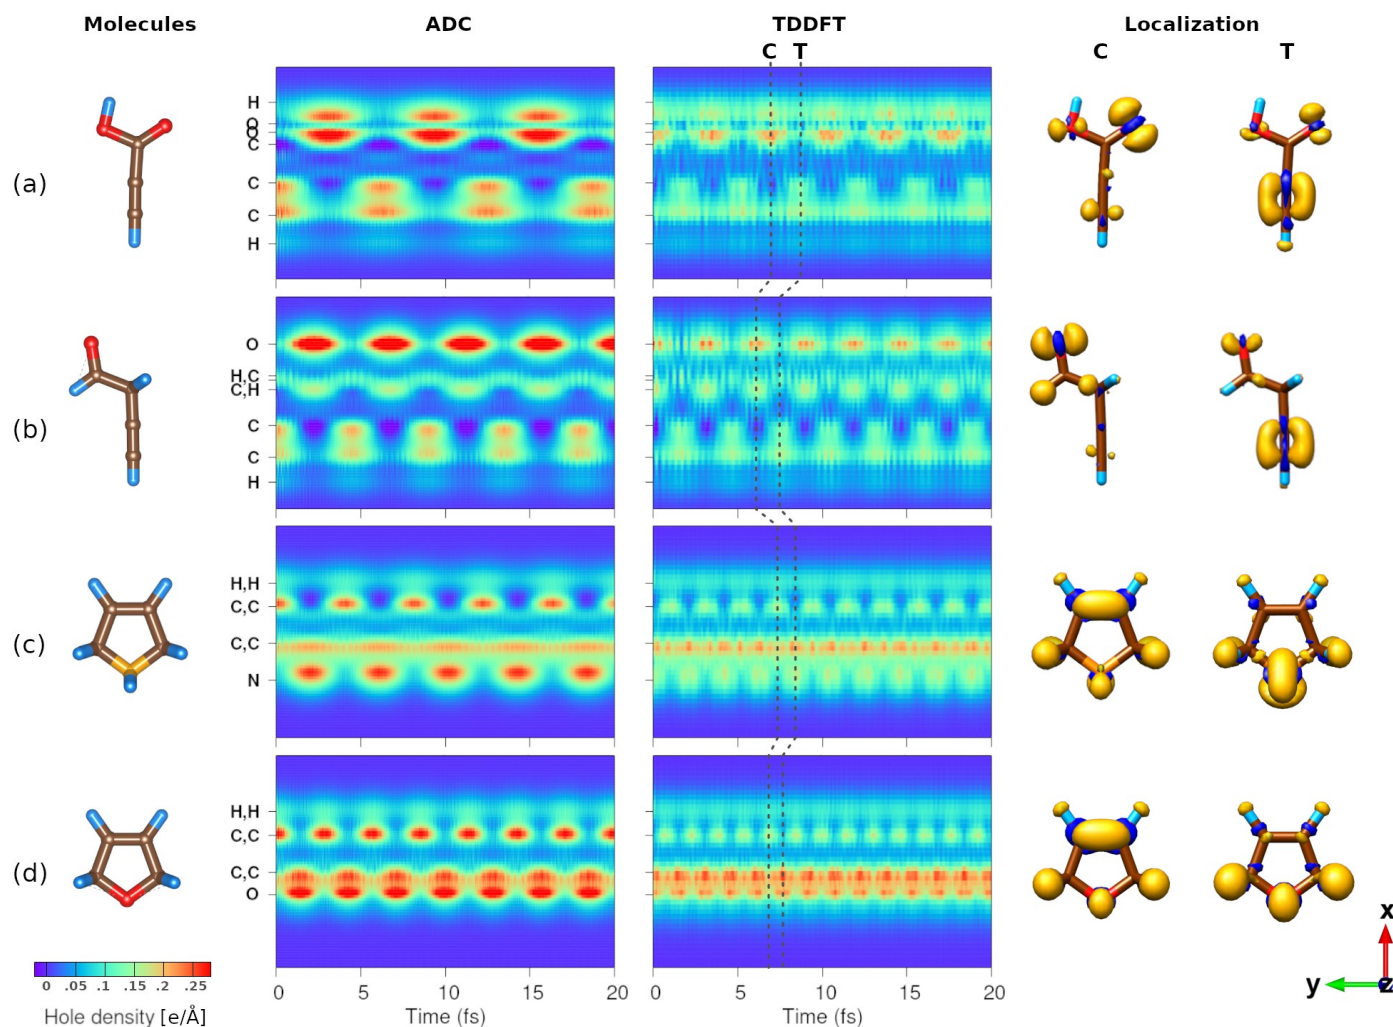 Molecules ADC TDDFT Localization
C T C T
(a)
H
O
O
C
C
C
H
(b)
O
H,C
C,H
C
C
H
(c)
H,H
C,C
C,C
N
(d)
H,H
C,C
C,C
O
0 .05 .1 .15 .2 .25
Hole density [e/Å]
0 5 10 15 20
Time (fs)
0 5 10 15 20
Time (fs)
x
y z